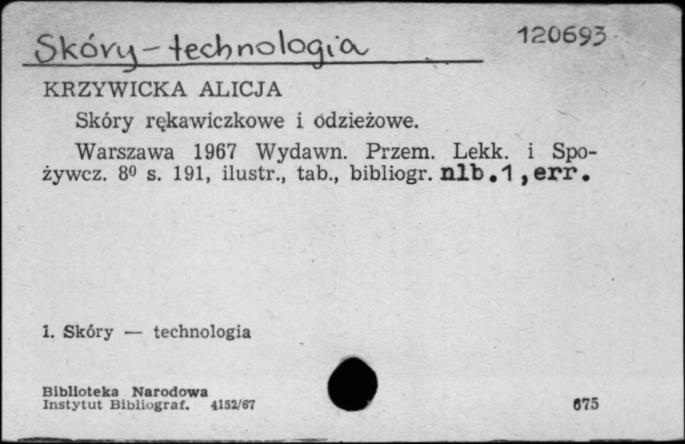 Skóry - technologia
120693
KRZYWICKA ALICJA
Skóry rękawiczkowe i odzieżowe.
Warszawa 1967 Wydawn. Przem. Lekk. i Spo-
żywcz. 8⁰ s. 191, ilustr., tab., bibliogr. nlb.1,err.
1. Skóry — technologia
Biblioteka Narodowa
Instytut Bibliograf. 4152/67
675